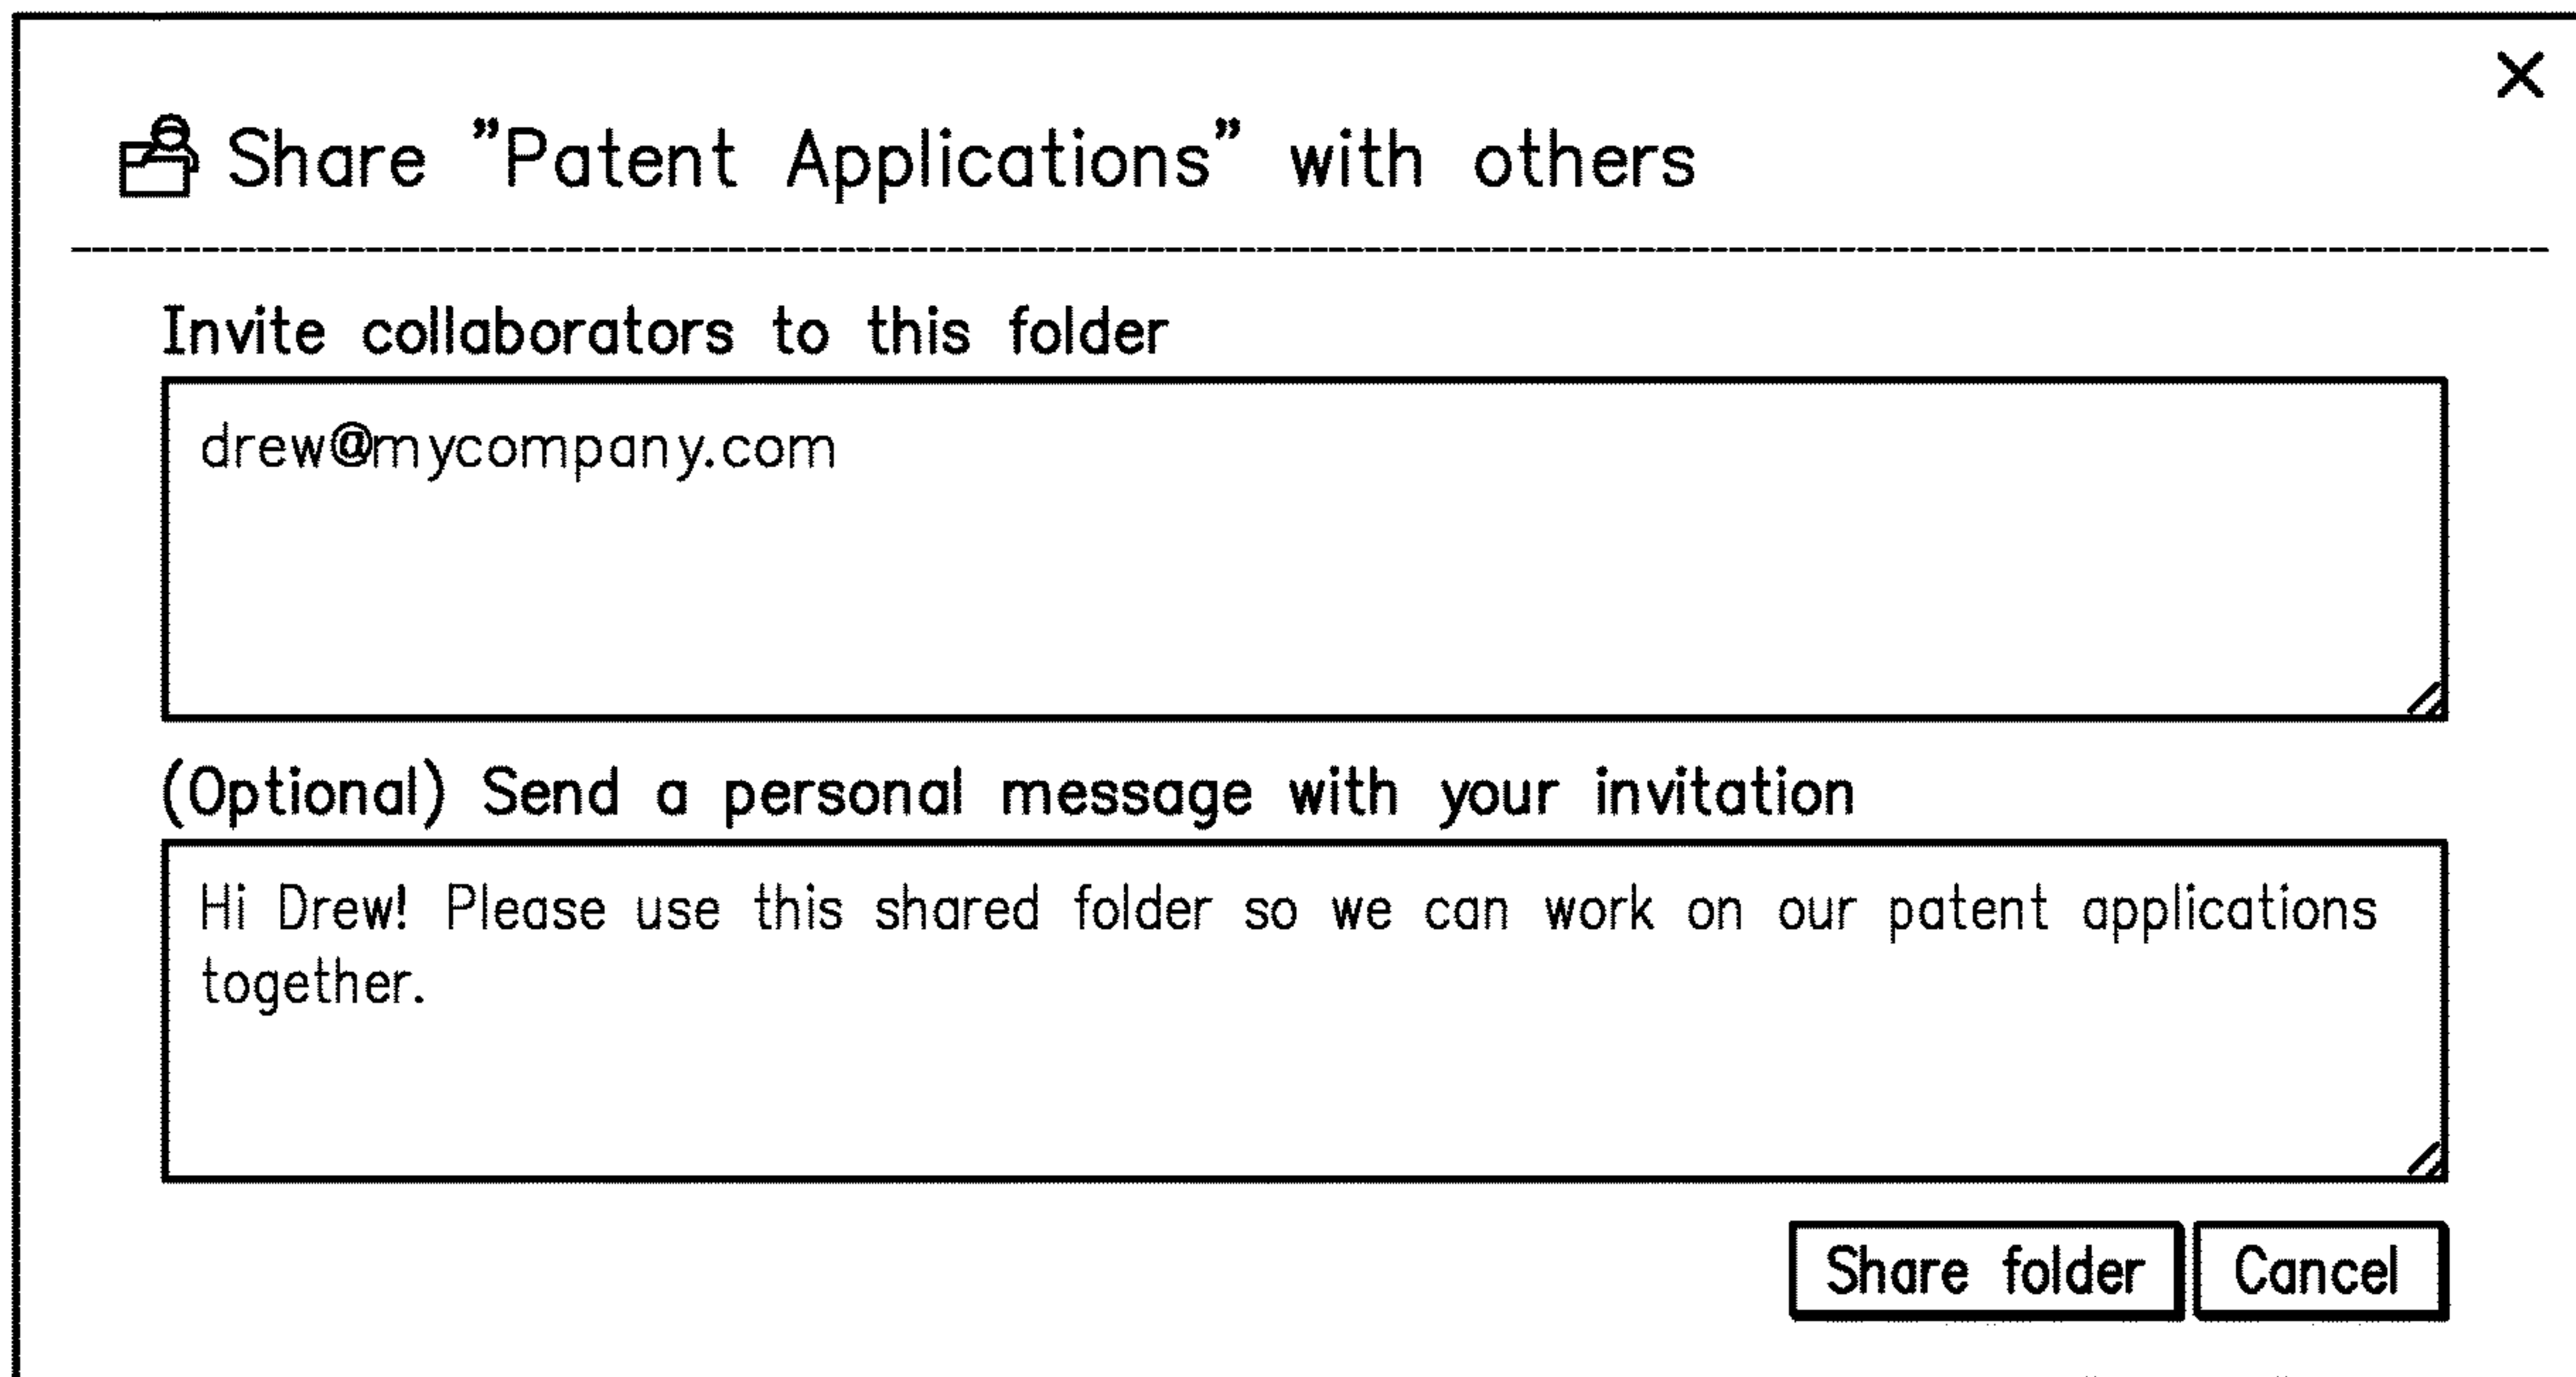 Share "Patent Applications" with others
Invite collaborators to this folder
drew@mycompany.com
(Optional) Send a personal message with your invitation
Hi Drew! Please use this shared folder so we can work on our patent applications
together.
Share folder Cancel